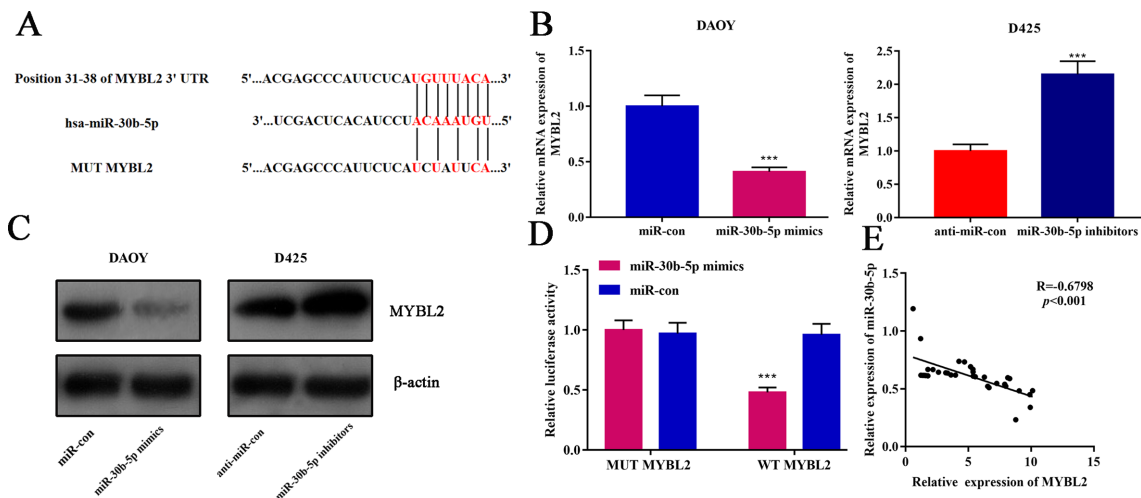 A
Position 31-38 of MYBL2 3' UTR
5'...ACGAGCCCAUUCUCAUGUUUACA...3'
hsa-miR-30b-5p
3'...UCGACUCACAUCCUACAAAUGU...5'
MUT MYBL2
5'...ACGAGCCCAUUCUCAUCUAUUCA...3'
B
DAOY
Relative mRNA expression of
MYBL2
1.5
1.0
0.5
0.0
***
miR-con
miR-30b-5p mimics
D425
Relative mRNA expression of
MYBL2
2.5
2.0
1.5
1.0
0.5
0.0
***
anti-miR-con
miR-30b-5p inhibitors
C
DAOY
D425
MYBL2
β-actin
miR-con
miR-30b-5p mimics
anti-miR-con
miR-30b-5p inhibitors
D
Relative luciferase activity
1.5
1.0
0.5
0.0
miR-30b-5p mimics
miR-con
***
MUT MYBL2
WT MYBL2
E
Relative expression of miR-30b-5p
1.5
1.0
0.5
0.0
R=-0.6798
p<0.001
0
5
10
15
Relative expression of MYBL2